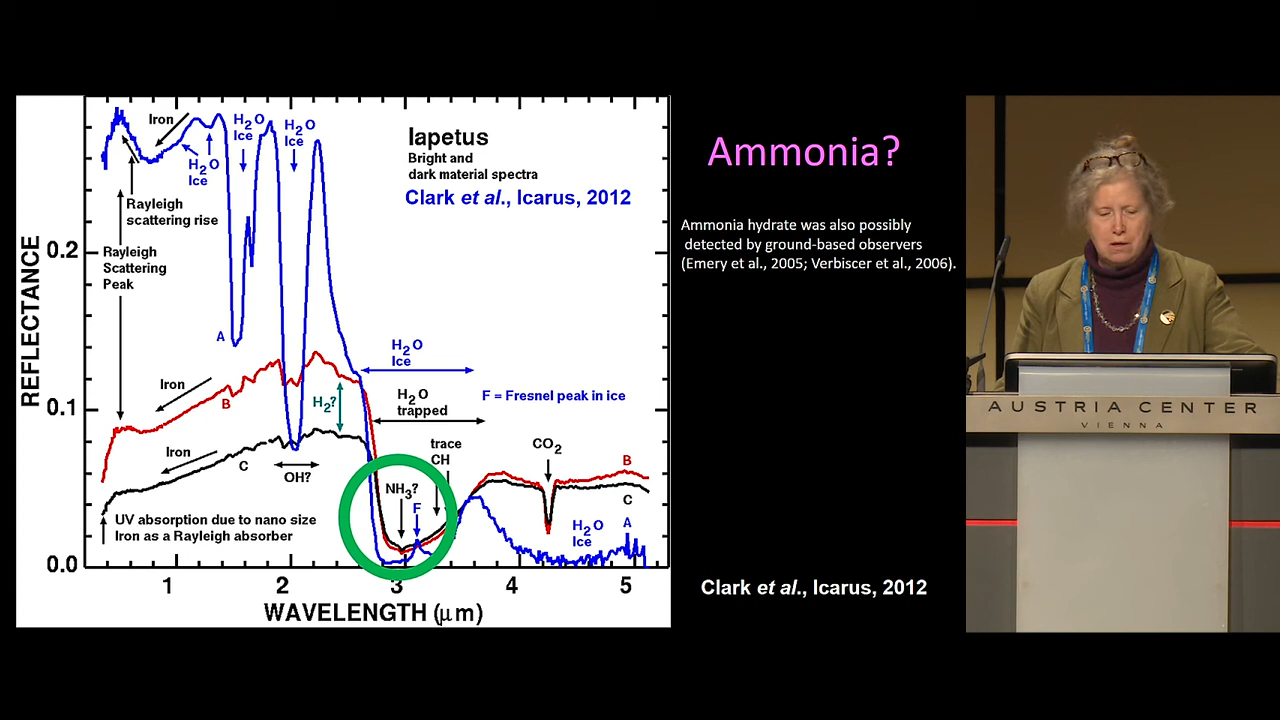 Iron
H2O
Ice
H2O
Ice
H2O
Ice
Iapetus
Bright and
dark material spectra
Clark et al., Icarus, 2012
Rayleigh
scattering rise
Rayleigh
Scattering
Peak
REFLECTANCE
0.2
0.1
0.0
A
H2O
Ice
Iron
B
H2?
H2O
trapped
F = Fresnel peak in ice
Iron
C
OH?
trace
CH
CO2
NH3?
F
B
C
A
H2O
Ice
UV absorption due to nano size
Iron as a Rayleigh absorber
1
2
3
4
5
WAVELENGTH (μm)
Ammonia?
Ammonia hydrate was also possibly
detected by ground-based observers
(Emery et al., 2005; Verbiscer et al., 2006).
Clark et al., Icarus, 2012
AUSTRIA CENTER
VIENNA